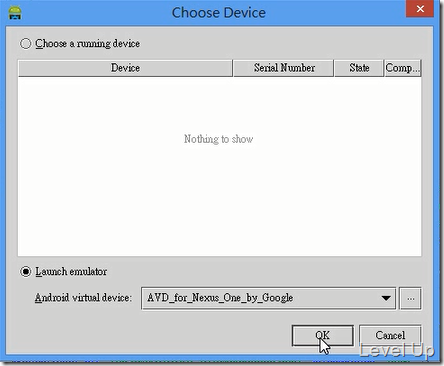 Choose Device
Choose a running device
Device Serial Number State Comp...
Nothing to show
Launch emulator
Android virtual device: AVD_for_Nexus_One_by_Google ...
OK Cancel
Level Up